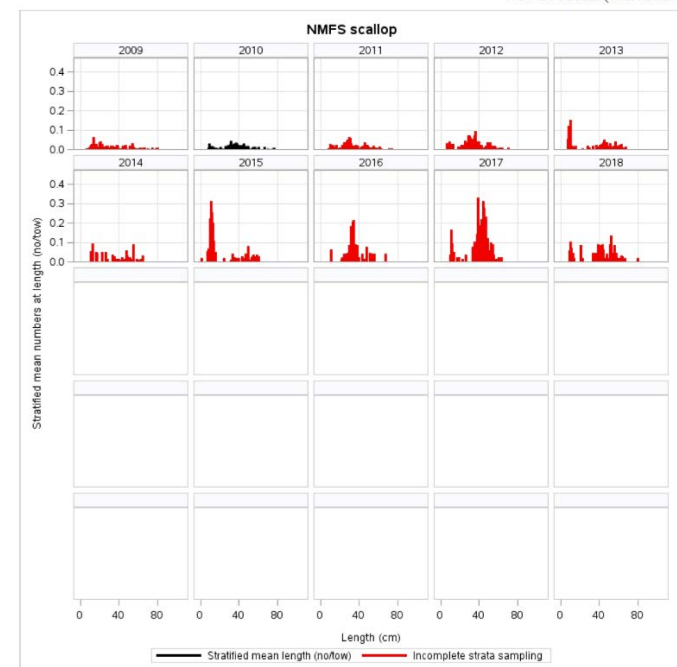 NMFS scallop
2009 2010 2011 2012 2013
0.4
0.3
0.2
0.1
0.0
2014 2015 2016 2017 2018
0.4
0.3
0.2
0.1
0.0
Stratified mean numbers at length (no/tow)
0 40 80 0 40 80 0 40 80 0 40 80 0 40 80
Length (cm)
Stratified mean length (no/tow) Incomplete strata sampling